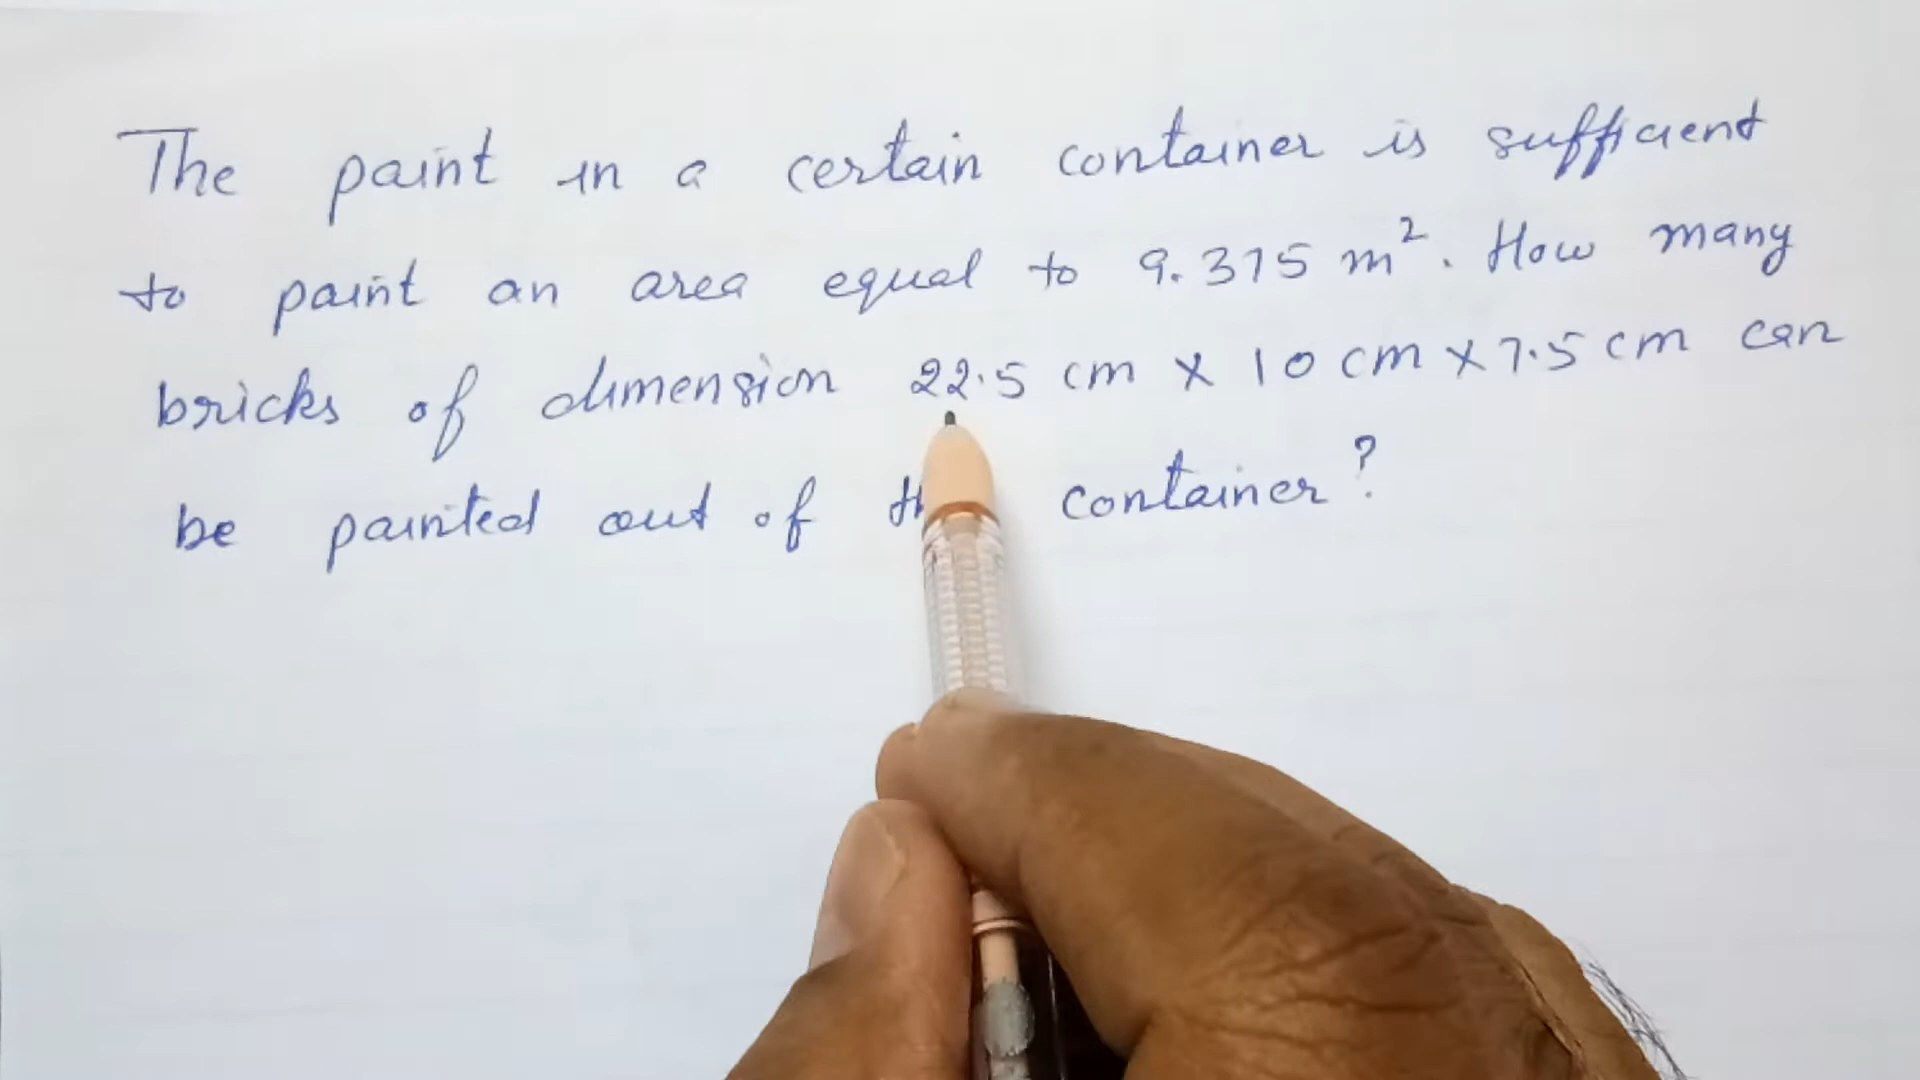 The paint in a certain container is sufficient
to paint an area equal to 9.375 m². How many
bricks of dimension 22.5 cm × 10 cm × 7.5 cm can
be painted out of container?